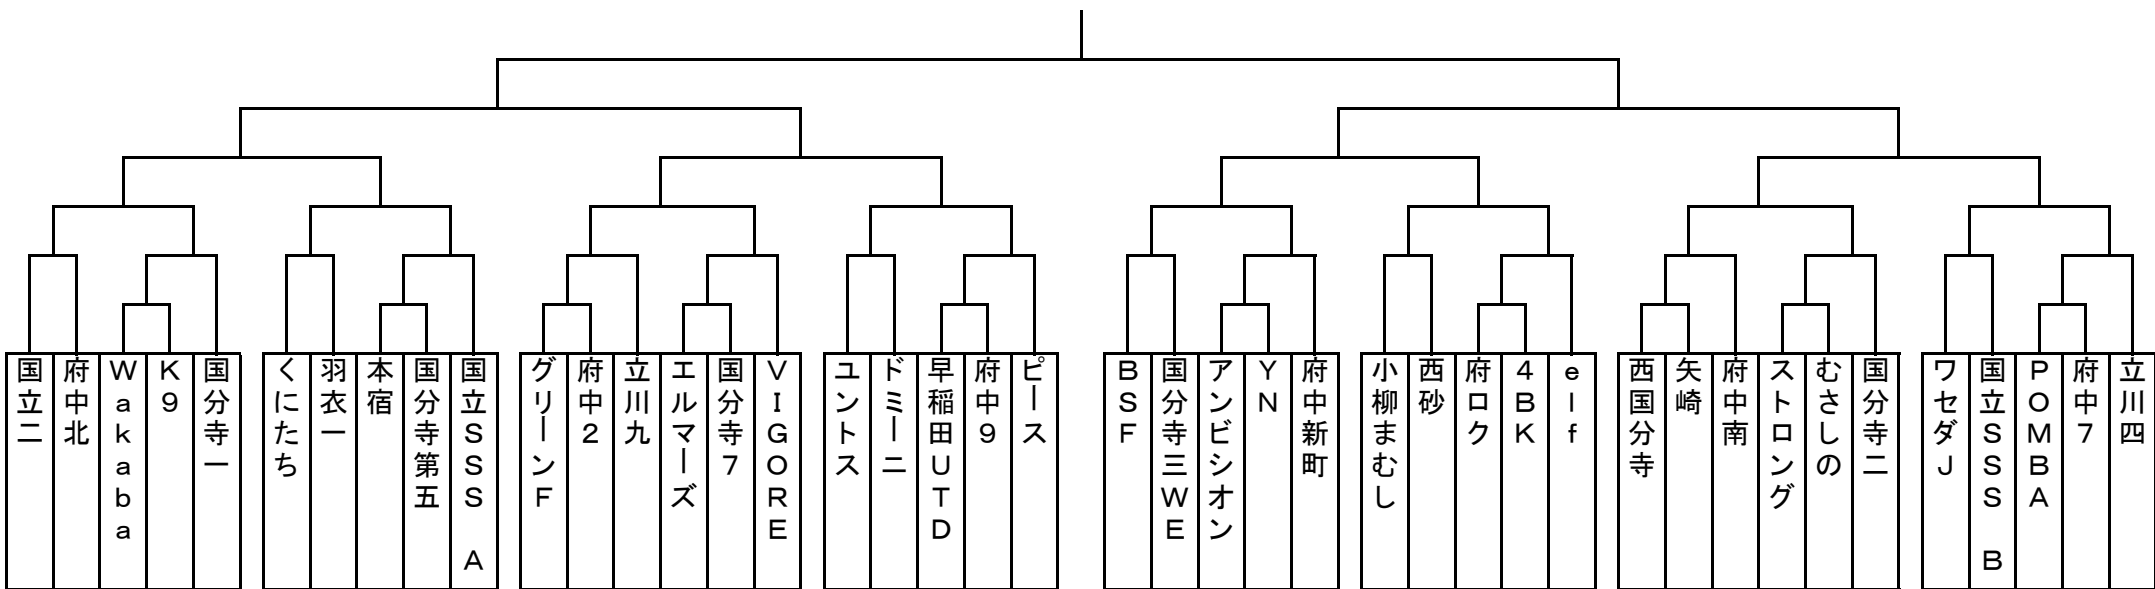 国立二
府中北
Wakaba
K9
国分寺一
くにたち
羽衣一
本宿
国分寺第五
国立SSS A
グリーンF
府中2
立川九
エルマーズ
国分寺7
VIGORE
ユントス
ドミーニ
早稲田UTD
府中9
ピース
BSF
国分寺三WE
アンビシオン
YN
府中新町
小柳まむし
西砂
府ロク
4BK
elf
西国分寺
矢崎
府中南
ストロング
むさしの
国分寺二
ワセダJ
国立SSS B
POMBA
府中7
立川四